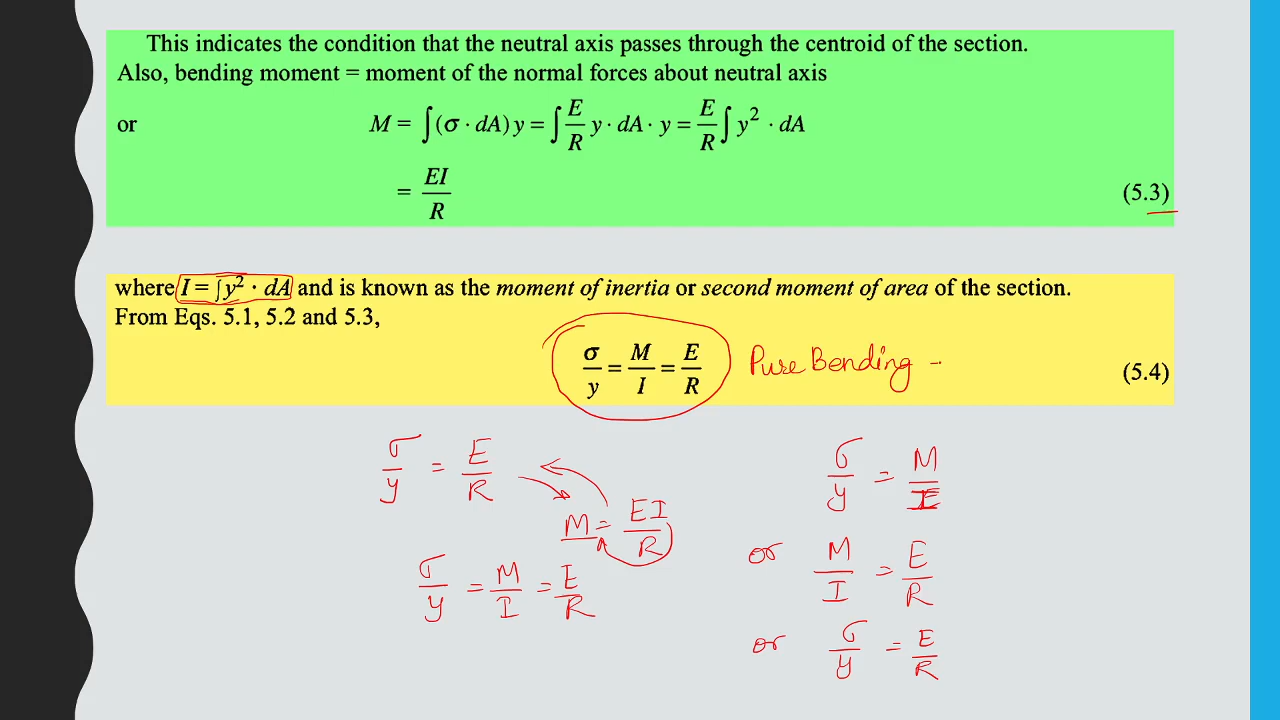 This indicates the condition that the neutral axis passes through the centroid of the section.
Also, bending moment = moment of the normal forces about neutral axis
or M = ∫(σ · dA) y = ∫ E/R y · dA · y = E/R ∫ y² · dA
= EI/R (5.3)
where I = ∫y² · dA and is known as the moment of inertia or second moment of area of the section.
From Eqs. 5.1, 5.2 and 5.3,
σ/y = M/I = E/R Pure Bending - (5.4)
σ/y = E/R
M = EI/R
σ/y = M/I = E/R
σ/y = M/I
or M/I = E/R
or σ/y = E/R